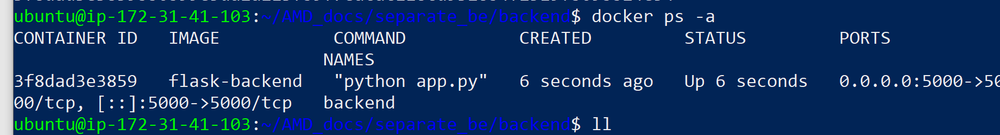 ubuntu@ip-172-31-41-103:~/AMD_docs/separate_be/backend$ docker ps -a
CONTAINER ID   IMAGE           COMMAND           CREATED         STATUS         PORTS
NAMES
3f8dad3e3859   flask-backend   "python app.py"   6 seconds ago   Up 6 seconds   0.0.0.0:5000->50
00/tcp, [::]:5000->5000/tcp   backend
ubuntu@ip-172-31-41-103:~/AMD_docs/separate_be/backend$ ll